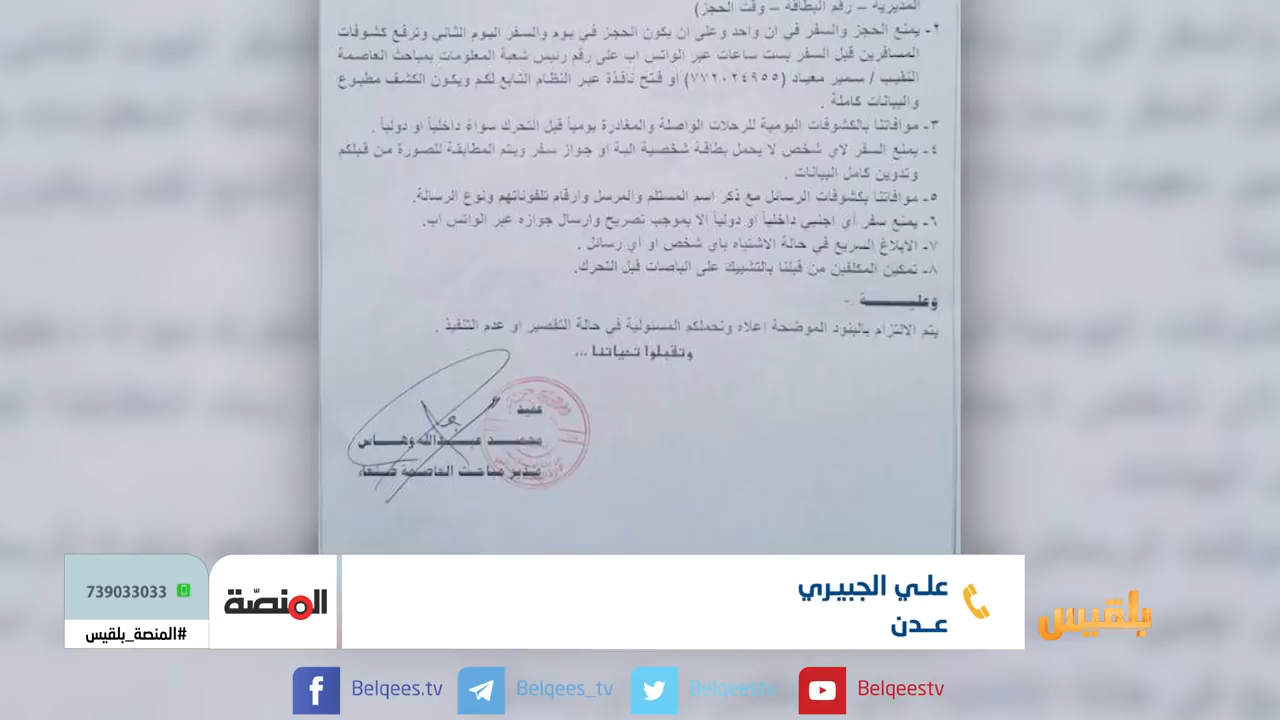 المديرية – رقم البطاقة – وقت الحجز)
٢- يمنع الحجز والسفر في ان واحد وعلى ان يكون الحجز في يوم والسفر اليوم الثاني وترفع كشوفات
المسافرين قبل السفر بست ساعات عبر الواتس اب على رقم رئيس شعبة المعلومات بمباحث العاصمة
النقيب / سمير معياد (٧٧٢٠٢٤٩٥٥) او فتح نافذة عبر النظام التابع لكم ويكون الكشف مطبوع
والبيانات كاملة .
٣- موافاتنا بالكشوفات اليومية للرحلات الواصلة والمغادرة يومياً قبل التحرك سواءً داخلياً او دولياً .
٤- يمنع السفر لاي شخص لا يحمل بطاقة شخصية الية او جواز سفر ويتم المطابقة للصورة من قبلكم
وتدوين كامل البيانات .
٥- موافاتنا بكشوفات الرسائل مع ذكر اسم المستلم والمرسل وارقام تلفوناتهم ونوع الرسالة.
٦- يمنع سفر أي اجنبي داخلياً او دولياً الا بموجب تصريح وارسال جوازه عبر الواتس اب.
٧- الابلاغ السريع في حالة الاشتباه باي شخص او أي رسائل .
٨- تمكين المكلفين من قبلنا بالتشييك على الباصات قبل التحرك.
وعليـــــــة -
يتم الالتزام بالبنود الموضحة اعلاه ونحملكم المسئولية في حالة التقصير او عدم التنفيذ .
وتقبلوا تحياتنا ...
عقيد
محمـــد عبـــدالله وهـــاس
مدير مباحث العاصمة صنعاء
علي الجبيري
عــدن
بلقيس
المنصّة
739033033
#المنصة_بلقيس
Belqees.tv
Belqees_tv
Belqeestv
Belqeestv